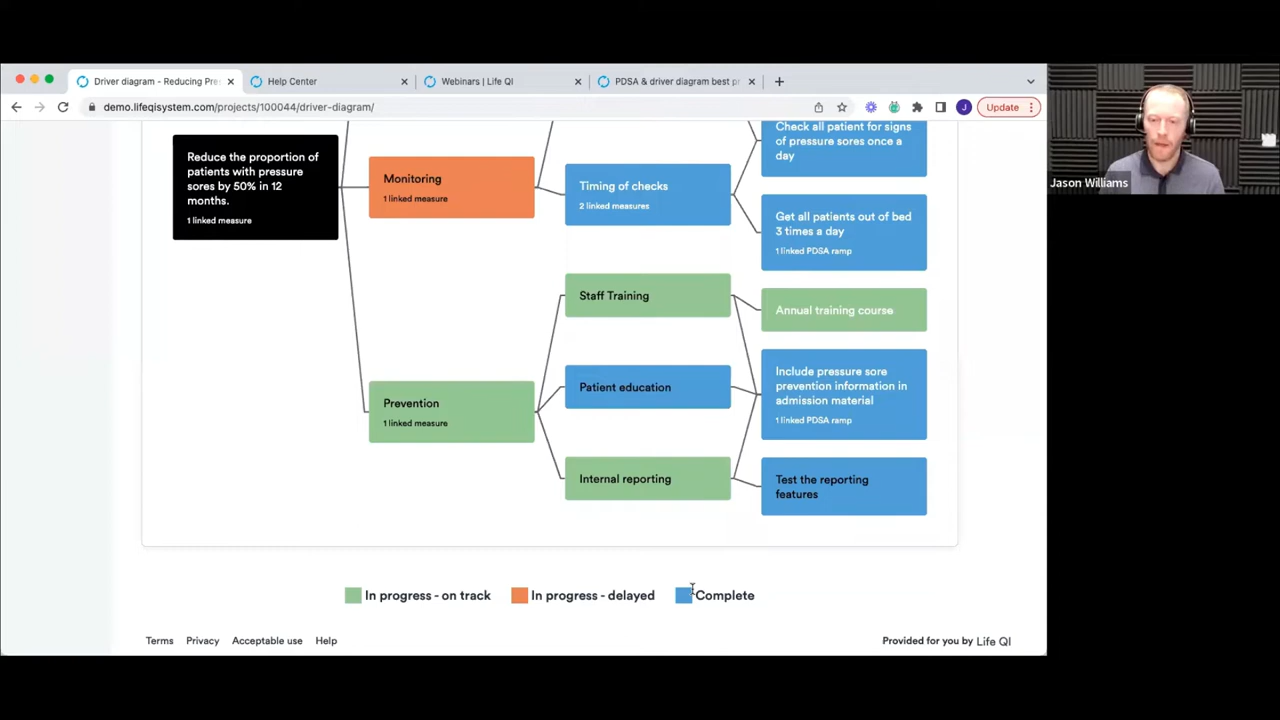 Driver diagram - Reducing Pre
Help Center
Webinars | Life QI
PDSA & driver diagram best pr
demo.lifeqisystem.com/projects/100044/driver-diagram/
J
Update
Jason Williams
Reduce the proportion of
patients with pressure
sores by 50% in 12
months.
1 linked measure
Monitoring
1 linked measure
Timing of checks
2 linked measures
Check all patient for signs
of pressure sores once a
day
Get all patients out of bed
3 times a day
1 linked PDSA ramp
Staff Training
Annual training course
Prevention
1 linked measure
Patient education
Include pressure sore
prevention information in
admission material
1 linked PDSA ramp
Internal reporting
Test the reporting
features
In progress - on track
In progress - delayed
Complete
Terms
Privacy
Acceptable use
Help
Provided for you by Life QI